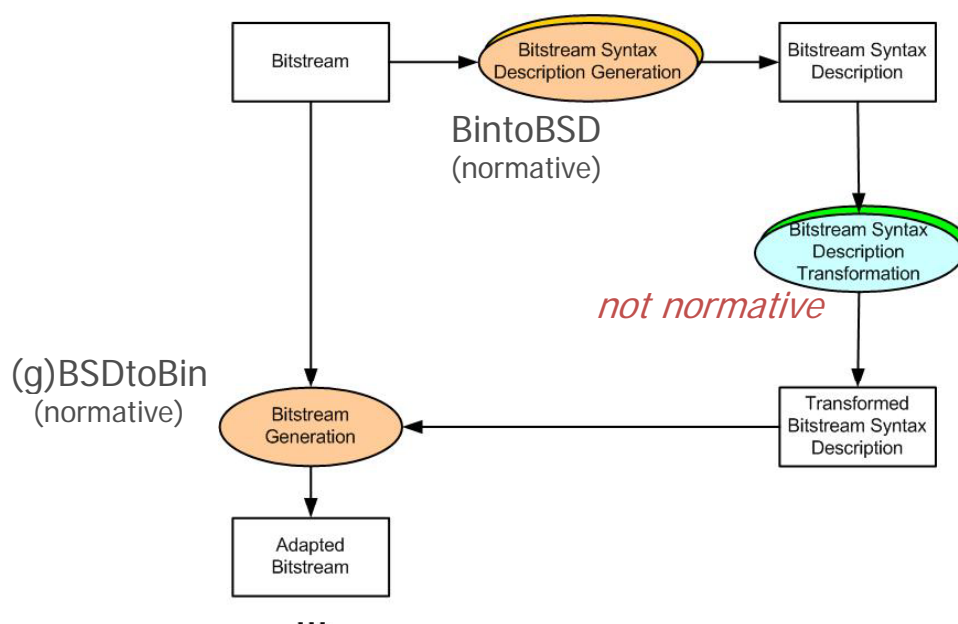 Bitstream
Bitstream Syntax
Description Generation
Bitstream Syntax
Description
BintoBSD
(normative)
Bitstream Syntax
Description
Transformation
not normative
(g)BSDtoBin
(normative)
Bitstream
Generation
Transformed
Bitstream Syntax
Description
Adapted
Bitstream
...